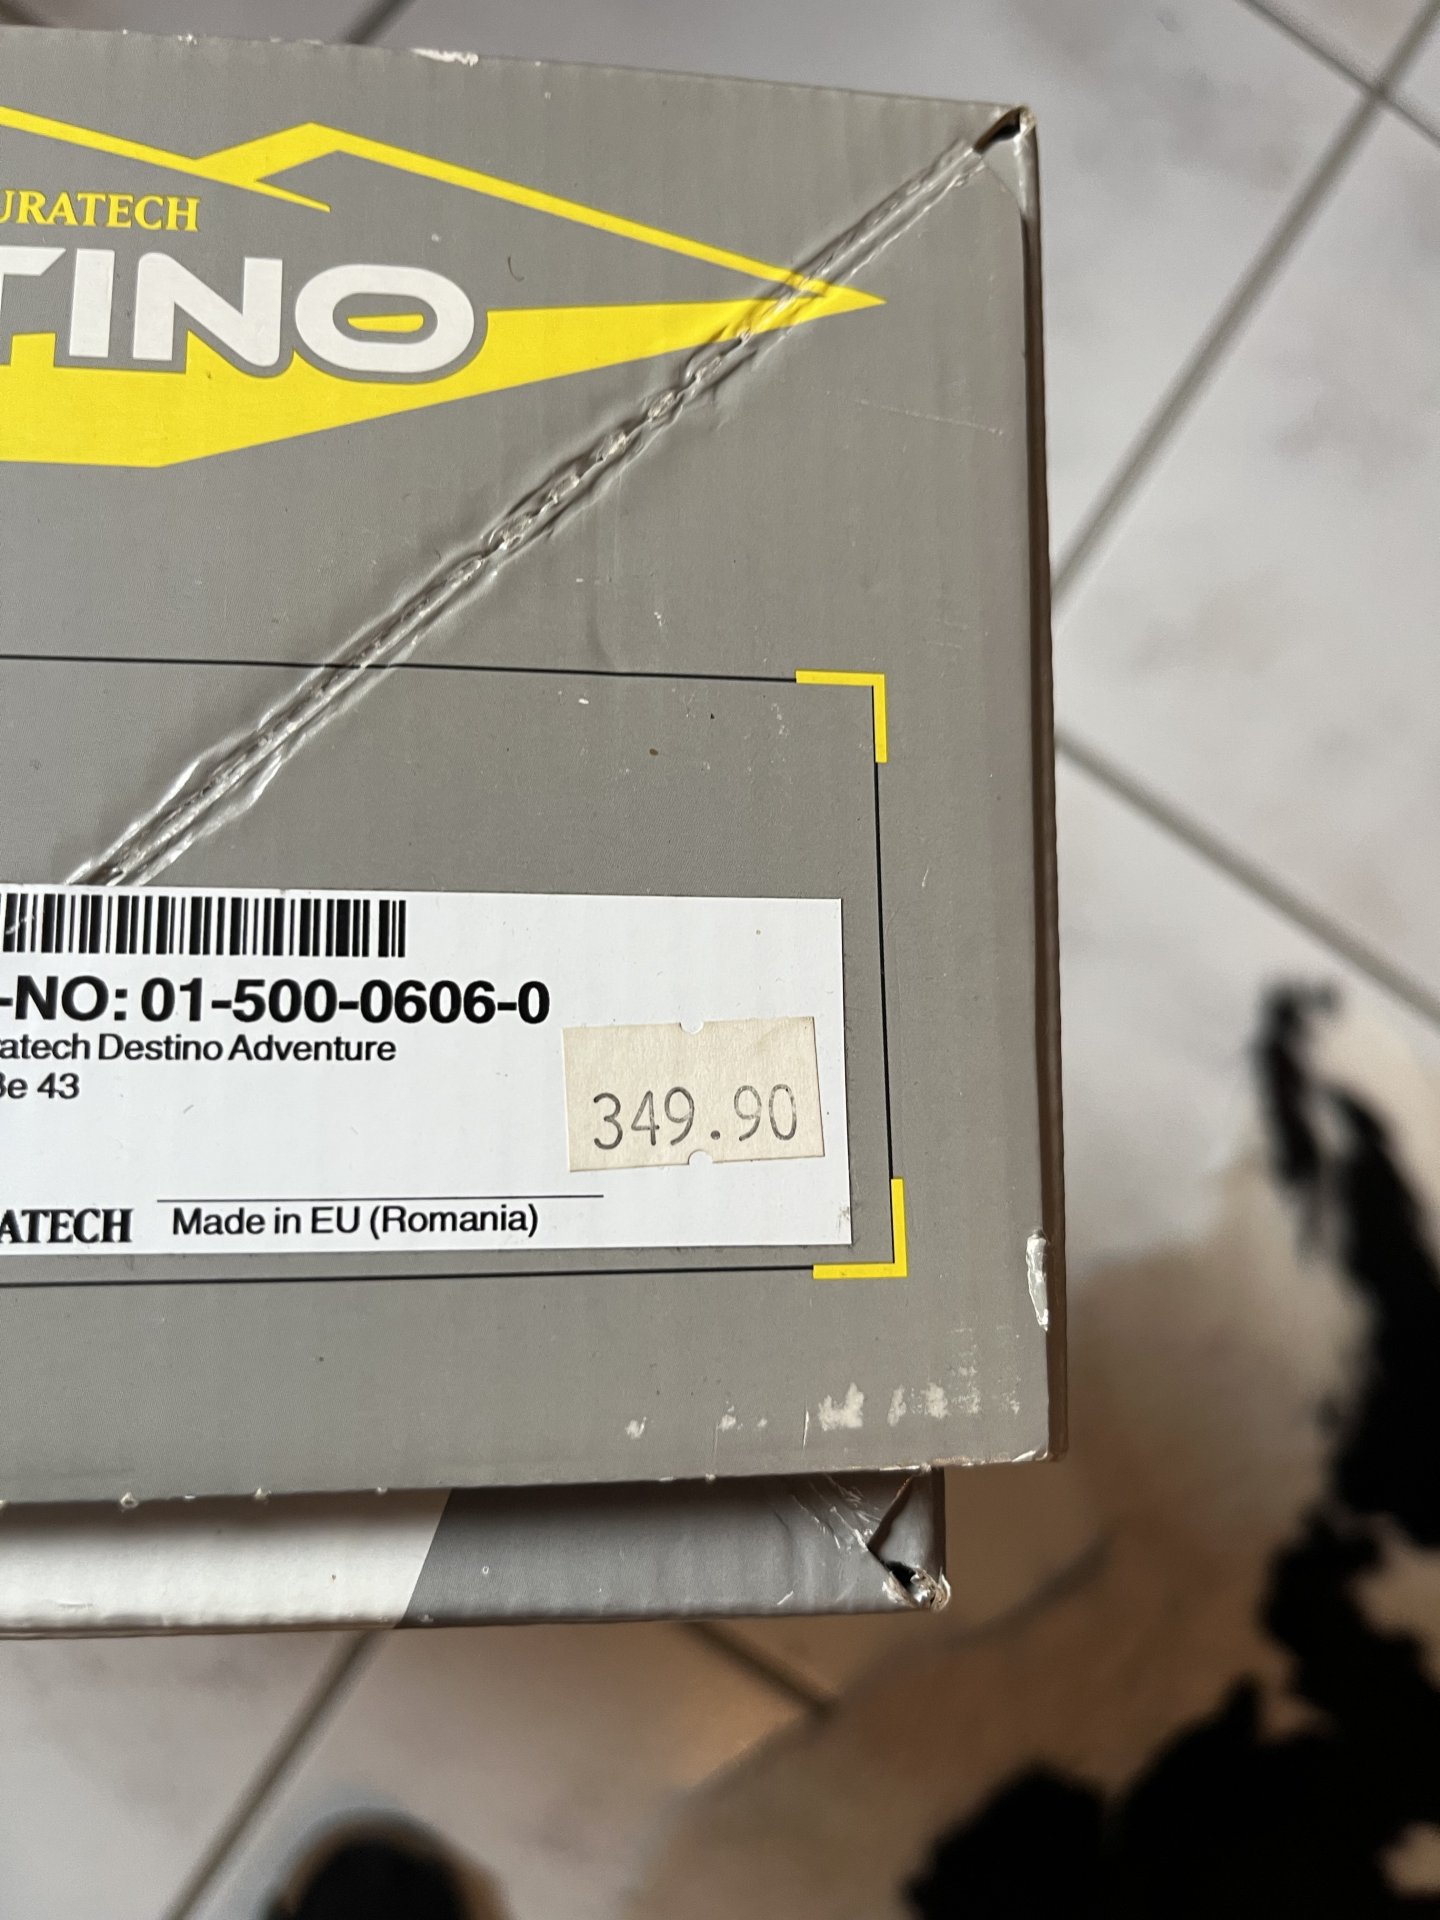 URATECH
TINO
-NO: 01-500-0606-0
atech Destino Adventure
Be 43
349.90
ATECH Made in EU (Romania)